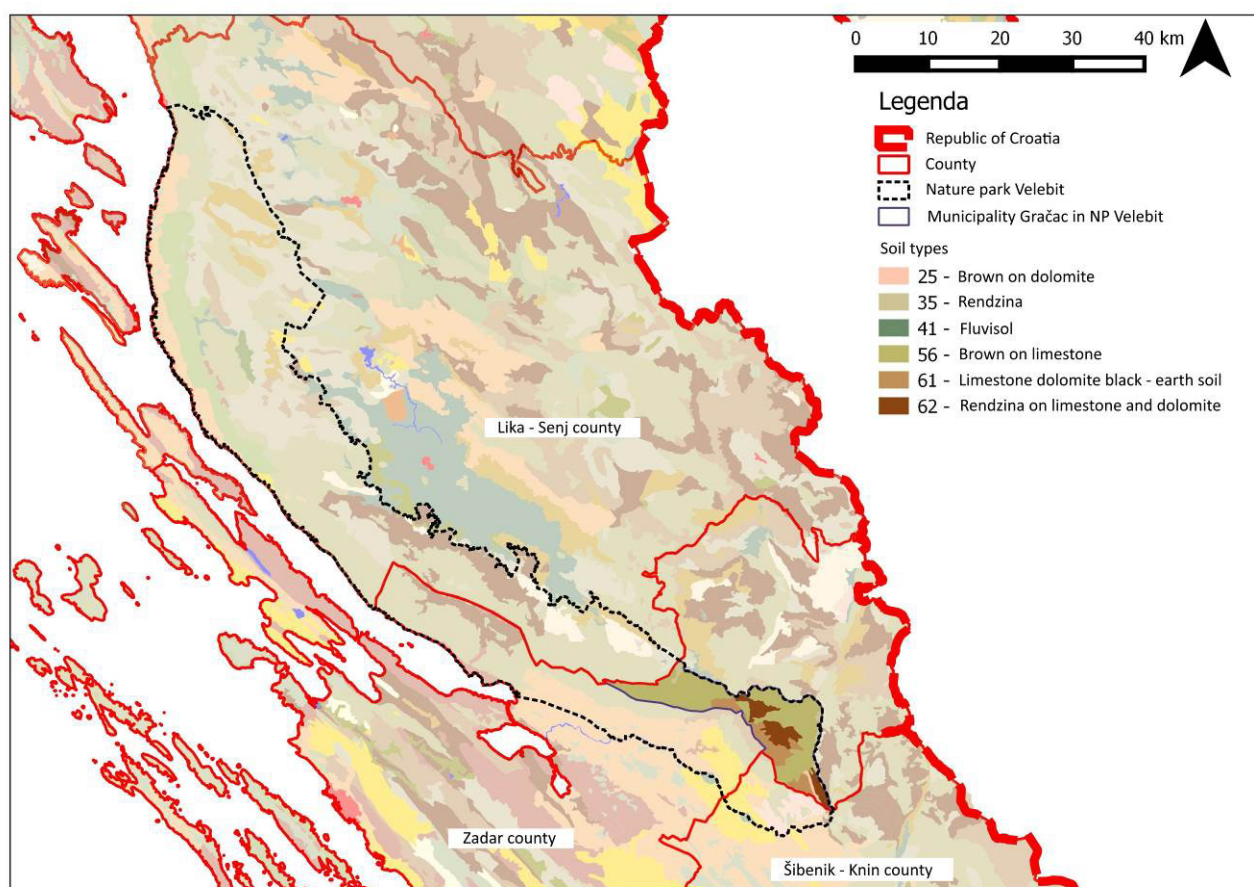 0 10 20 30 40 km
Legenda
Republic of Croatia
County
Nature park Velebit
Municipality Gračac in NP Velebit
Soil types
25 - Brown on dolomite
35 - Rendzina
41 - Fluvisol
56 - Brown on limestone
61 - Limestone dolomite black - earth soil
62 - Rendzina on limestone and dolomite
Lika - Senj county
Zadar county
Šibenik - Knin county